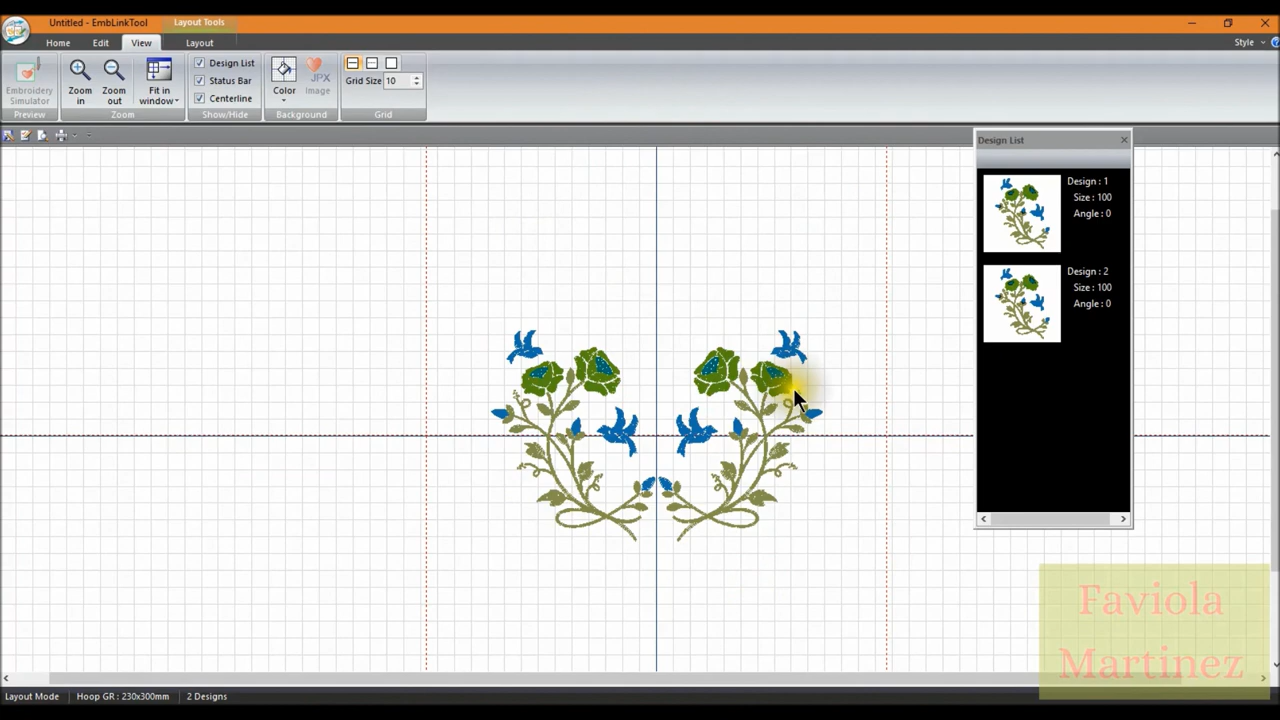 Untitled - EmbLinkTool
Layout Tools
Home
Edit
View
Layout
Style
Embroidery
Simulator
Zoom
in
Zoom
out
Fit in
window
Design List
Status Bar
Centerline
Color
JPX
Image
Grid Size 10
Preview
Zoom
Show/Hide
Background
Grid
Design List
Design : 1
Size : 100
Angle : 0
Design : 2
Size : 100
Angle : 0
Faviola
Martinez
Layout Mode
Hoop GR : 230x300mm
2 Designs